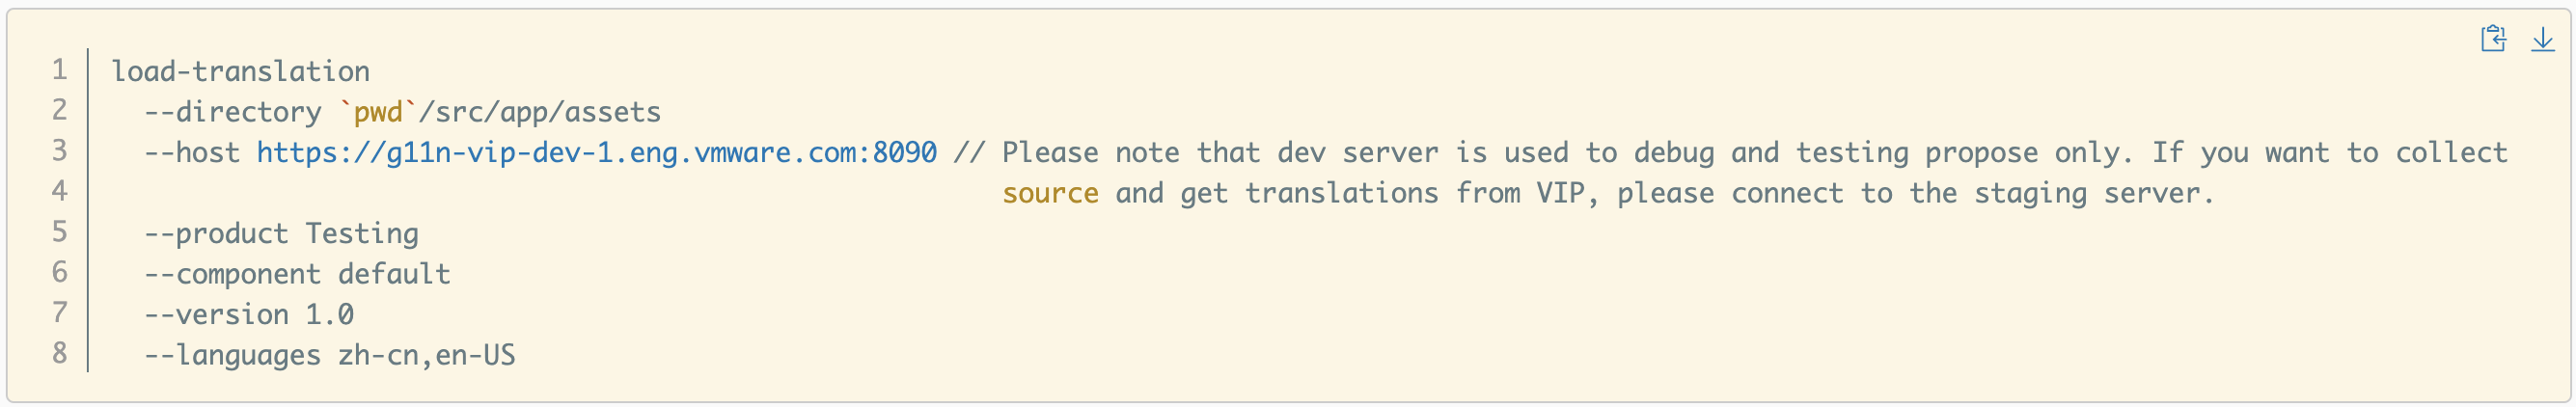 1 load-translation
2 --directory `pwd`/src/app/assets
3 --host https://g11n-vip-dev-1.eng.vmware.com:8090 // Please note that dev server is used to debug and testing propose only. If you want to collect
4 source and get translations from VIP, please connect to the staging server.
5 --product Testing
6 --component default
7 --version 1.0
8 --languages zh-cn,en-US